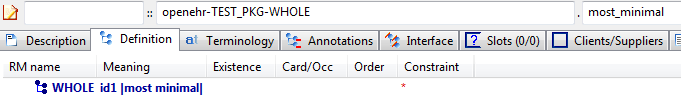 :: openehr-TEST_PKG-WHOLE . most_minimal
Description Definition Terminology Annotations Interface Slots (0/0) Clients/Suppliers
RM name Meaning Existence Card/Occ Order Constraint
WHOLE id1 |most minimal| *